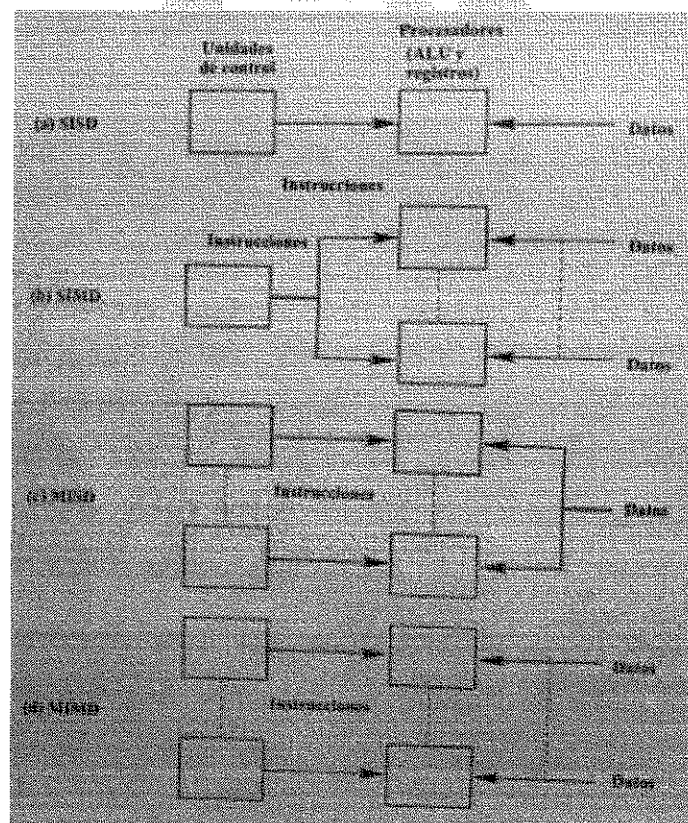 Unidades
de control
Procesadores
(ALU y
registros)
(a) SISD
Datos
Instrucciones
Instrucciones
Datos
(b) SIMD
Datos
(c) MISD
Instrucciones
Datos
Datos
(d) MIMD
Instrucciones
Datos